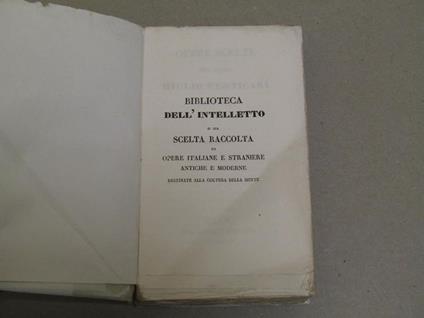 BIBLIOTECA
DELL' INTELLETTO
O SIA
SCELTA RACCOLTA
DI
OPERE ITALIANE E STRANIERE
ANTICHE E MODERNE
DESTINATE ALLA COLTURA DELLA MENTE